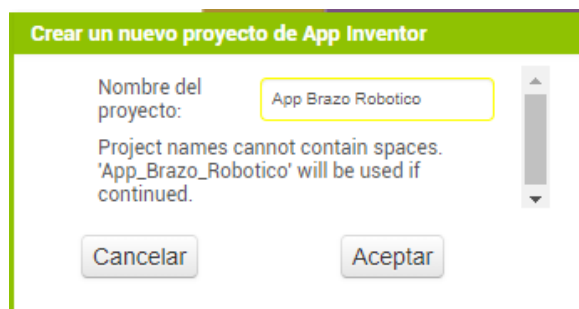 Crear un nuevo proyecto de App Inventor
Nombre del
proyecto:
App Brazo Robotico
Project names cannot contain spaces.
'App_Brazo_Robotico' will be used if
continued.
Cancelar
Aceptar